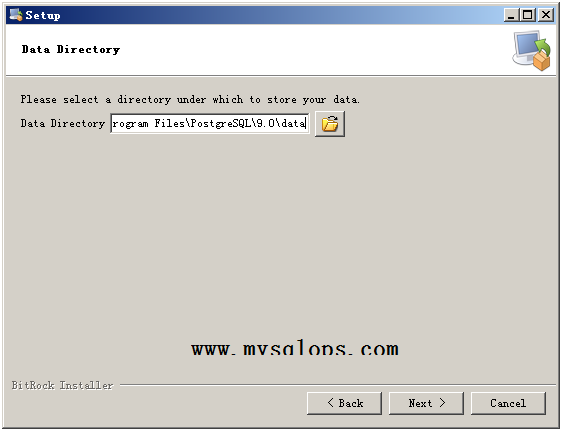 Setup
Data Directory
Please select a directory under which to store your data.
Data Directory rogram Files\PostgreSQL\9.0\data
www.mysqlops.com
BitRock Installer
< Back Next > Cancel